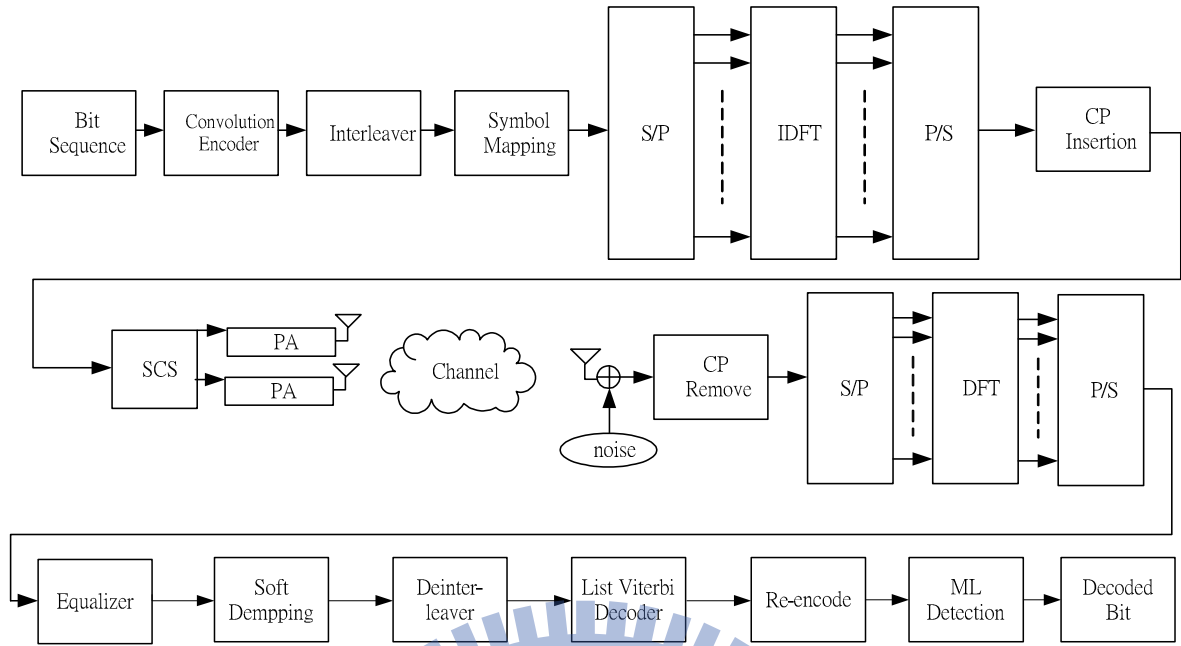 Bit
Sequence
Convolution
Encoder
Interleaver
Symbol
Mapping
S/P
IDFT
P/S
CP
Insertion
SCS
PA
PA
Channel
noise
CP
Remove
S/P
DFT
P/S
Equalizer
Soft
Dempping
Deinter-
leaver
List Viterbi
Decoder
Re-encode
ML
Detection
Decoded
Bit